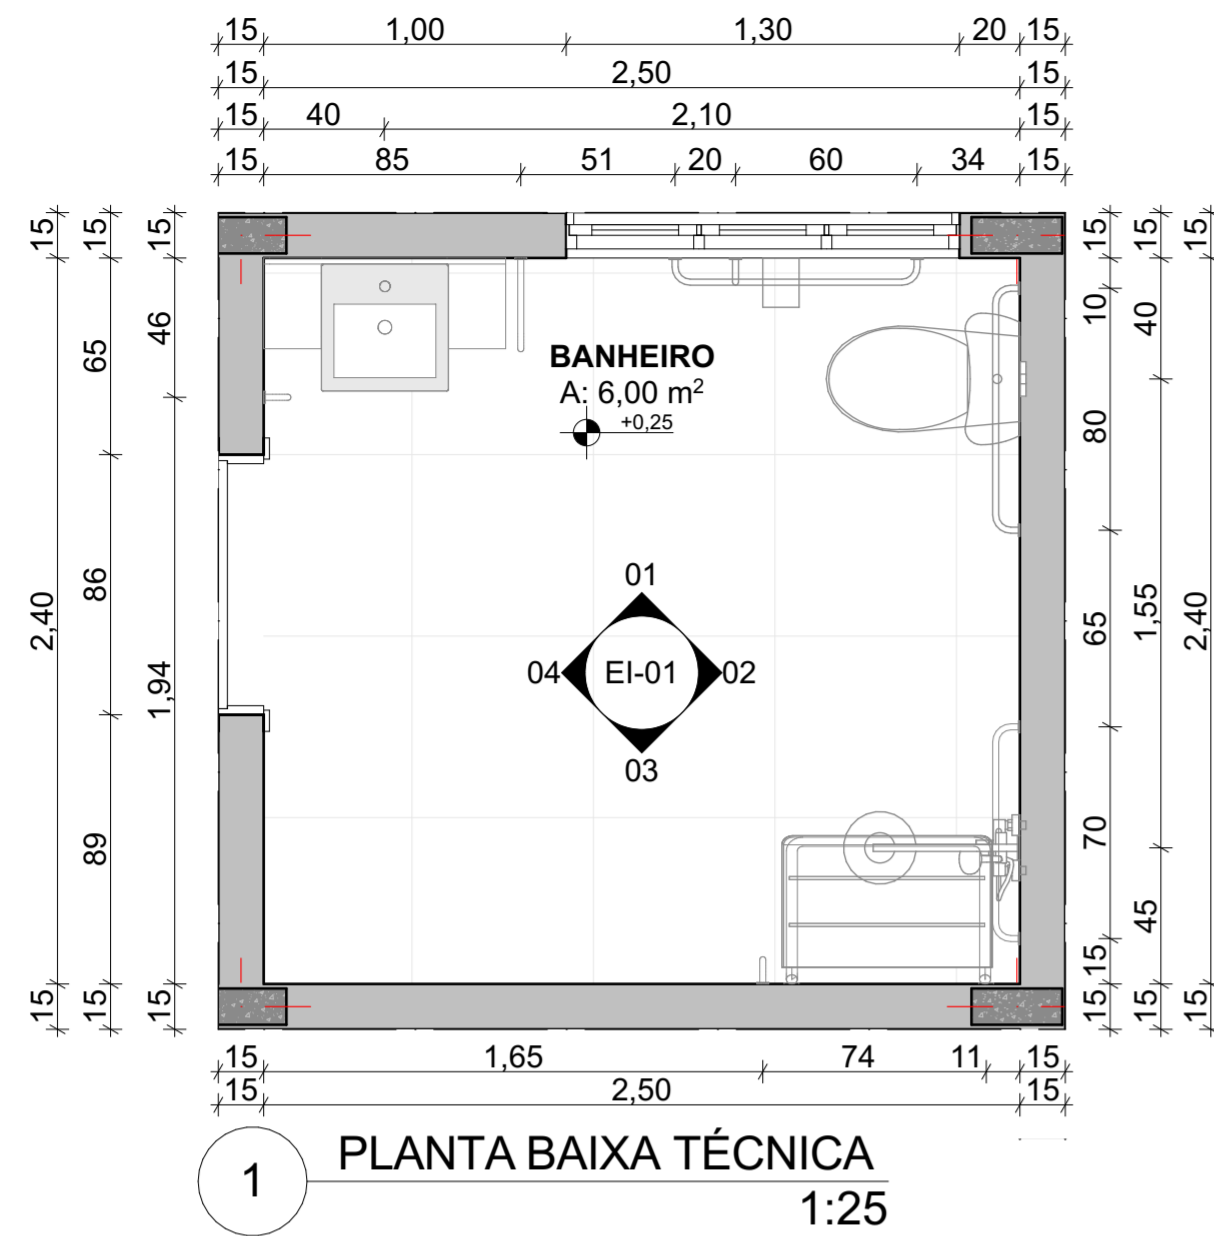 15 1,00 1,30 20 15
15 2,50 15
15 40 2,10 15
15 85 51 20 60 34 15
15 2,40 15
15 65 86 89 15
15 46 1,94 15
BANHEIRO
A: 6,00 m²
+0,25
01
04 EI-01 02
03
15 10 80 65 70 15 15
15 40 1,55 45 15
15 2,40 15
15 1,65 74 11 15
15 2,50 15
1 PLANTA BAIXA TÉCNICA
1:25